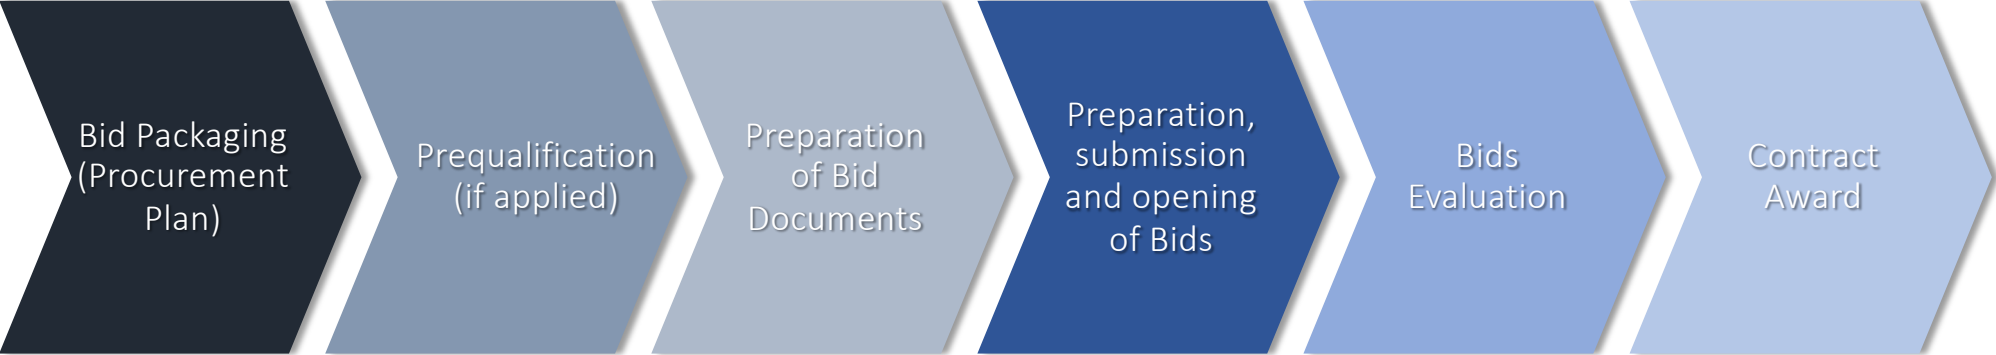 Bid Packaging
(Procurement
Plan)
Prequalification
(if applied)
Preparation
of Bid
Documents
Preparation,
submission
and opening
of Bids
Bids
Evaluation
Contract
Award